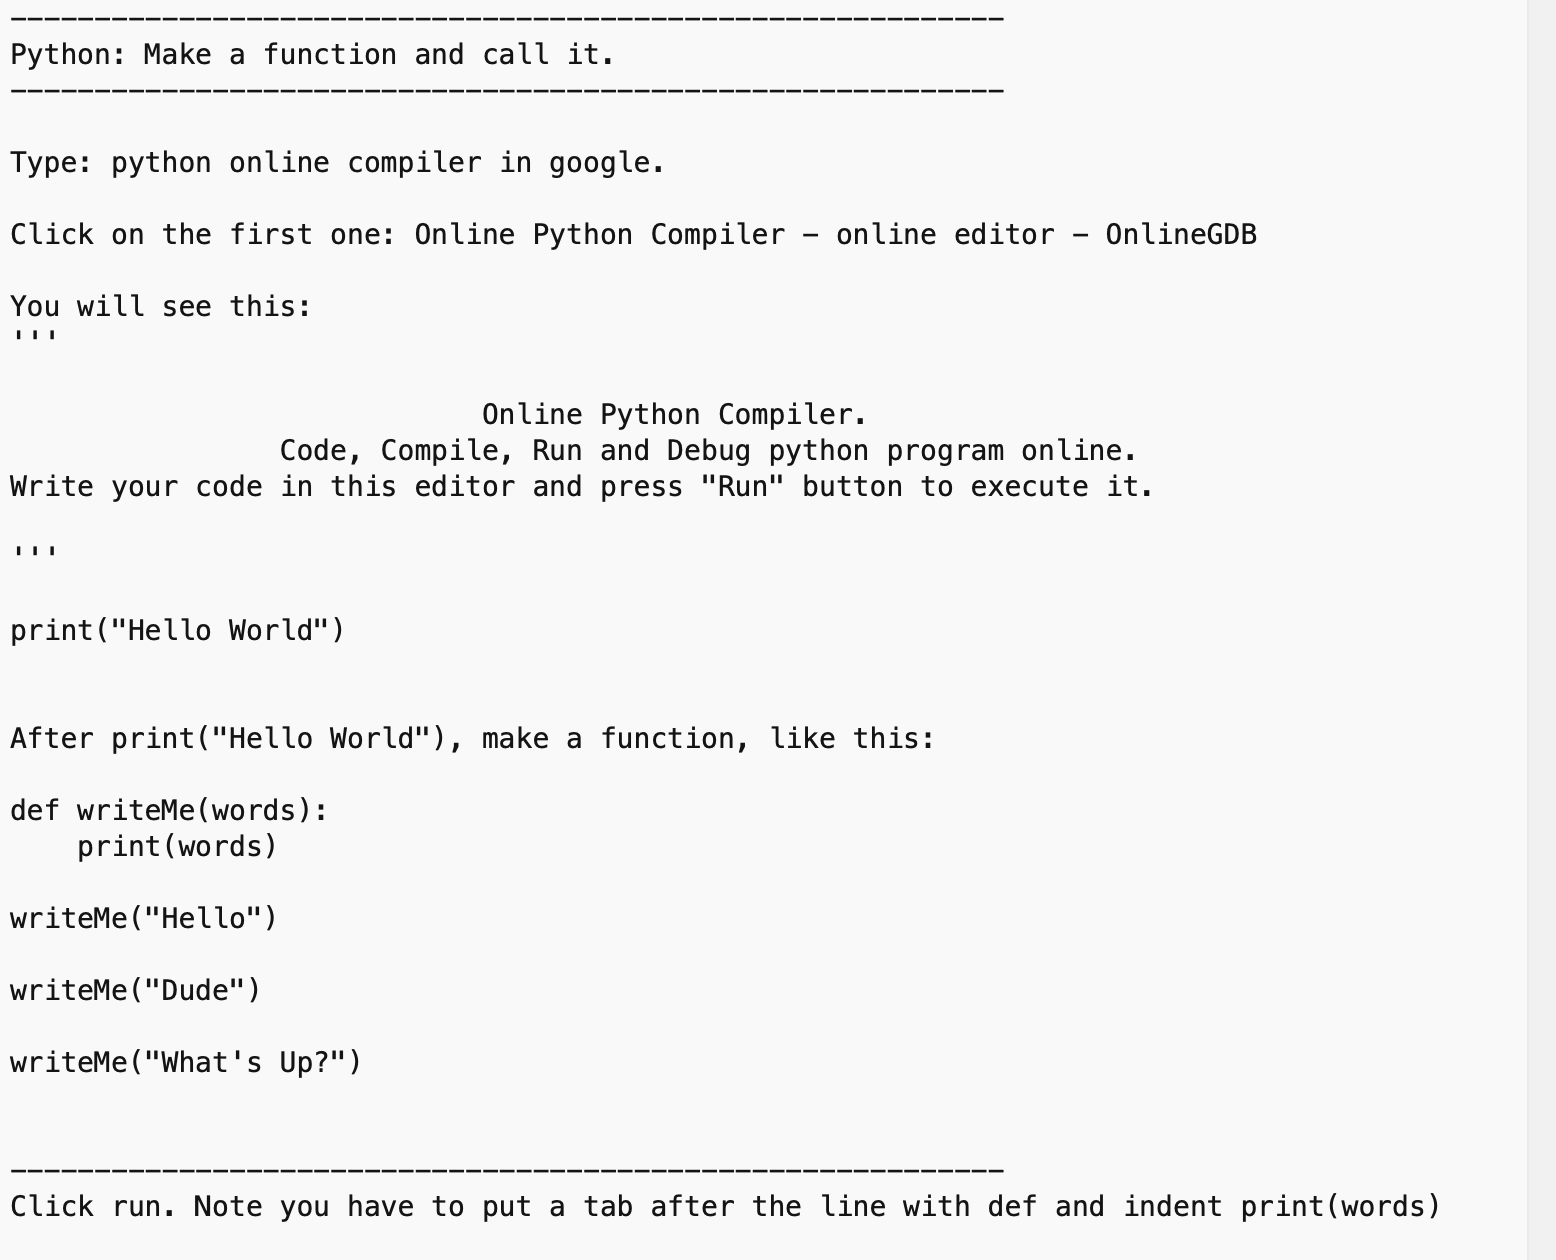 -----------------------------------------------------------
Python: Make a function and call it.
-----------------------------------------------------------
Type: python online compiler in google.
Click on the first one: Online Python Compiler - online editor - OnlineGDB
You will see this:
'''
Online Python Compiler.
Code, Compile, Run and Debug python program online.
Write your code in this editor and press "Run" button to execute it.
'''
print("Hello World")
After print("Hello World"), make a function, like this:
def writeMe(words):
    print(words)
writeMe("Hello")
writeMe("Dude")
writeMe("What's Up?")
-----------------------------------------------------------
Click run. Note you have to put a tab after the line with def and indent print(words)